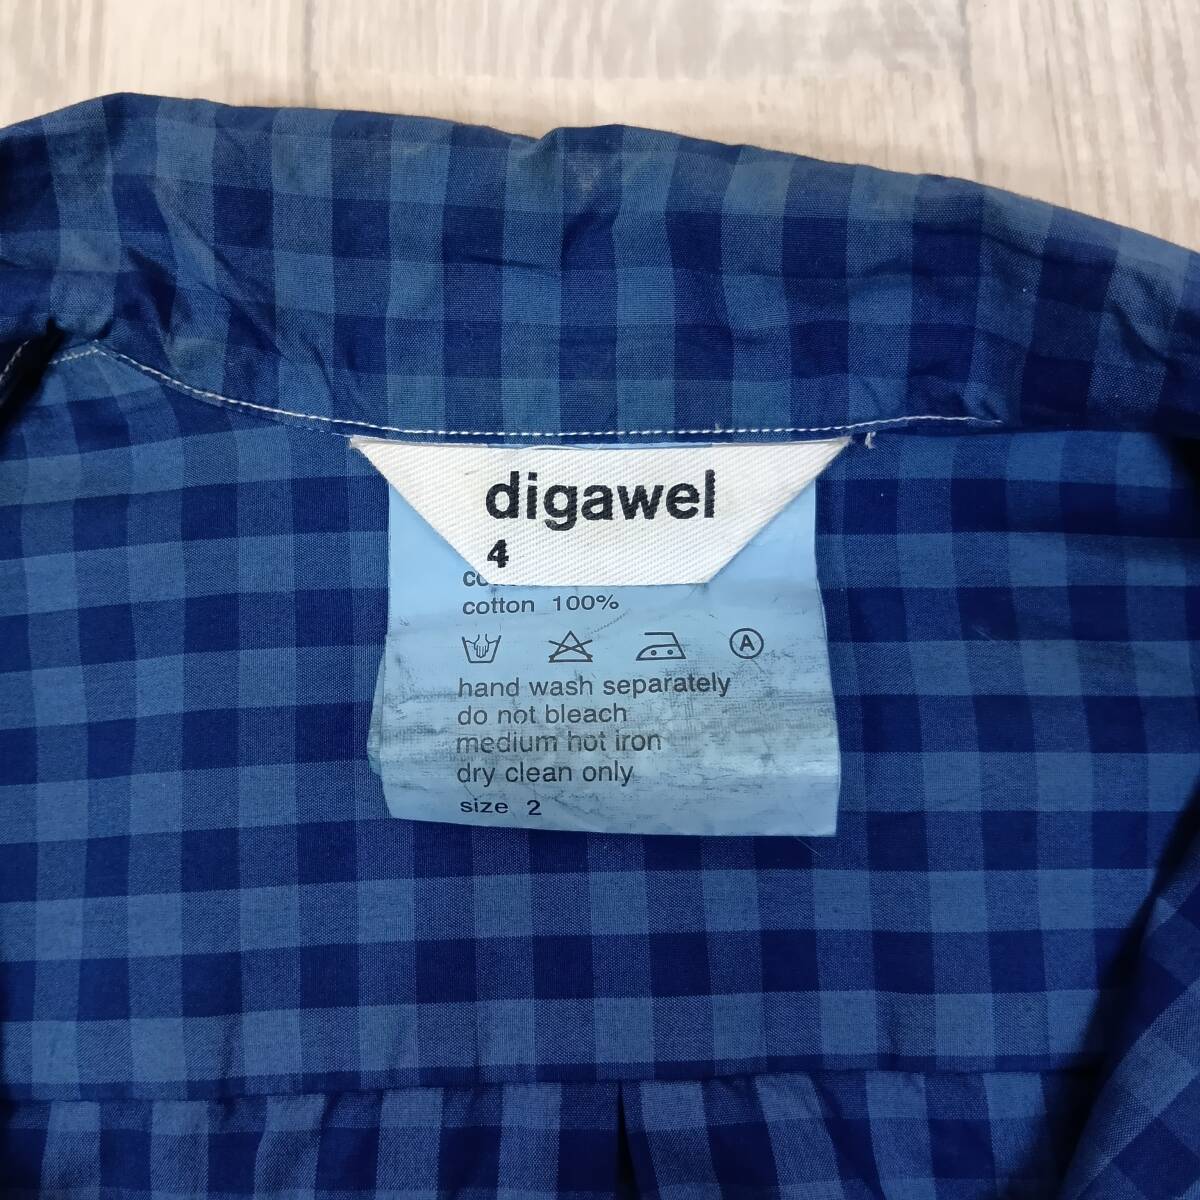 digawel
4
cotton 100%
A
hand wash separately
do not bleach
medium hot iron
dry clean only
size 2